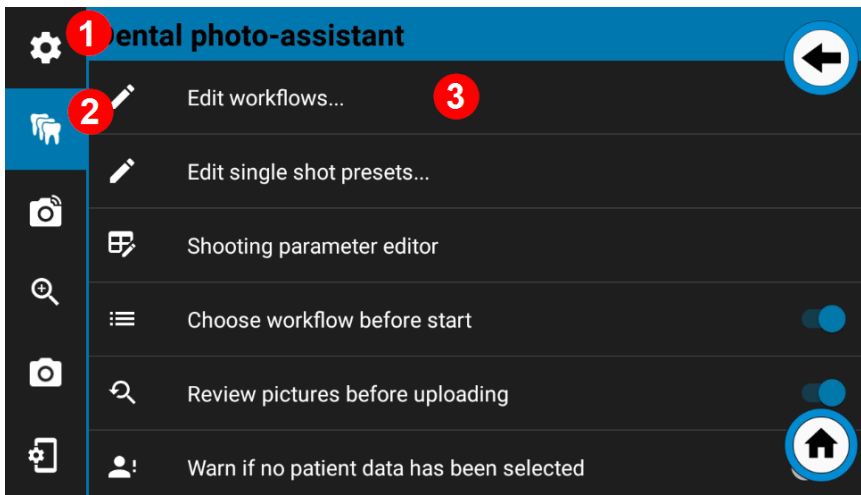 1
Dental photo-assistant
2
Edit workflows...
3
Edit single shot presets...
Shooting parameter editor
Choose workflow before start
Review pictures before uploading
Warn if no patient data has been selected